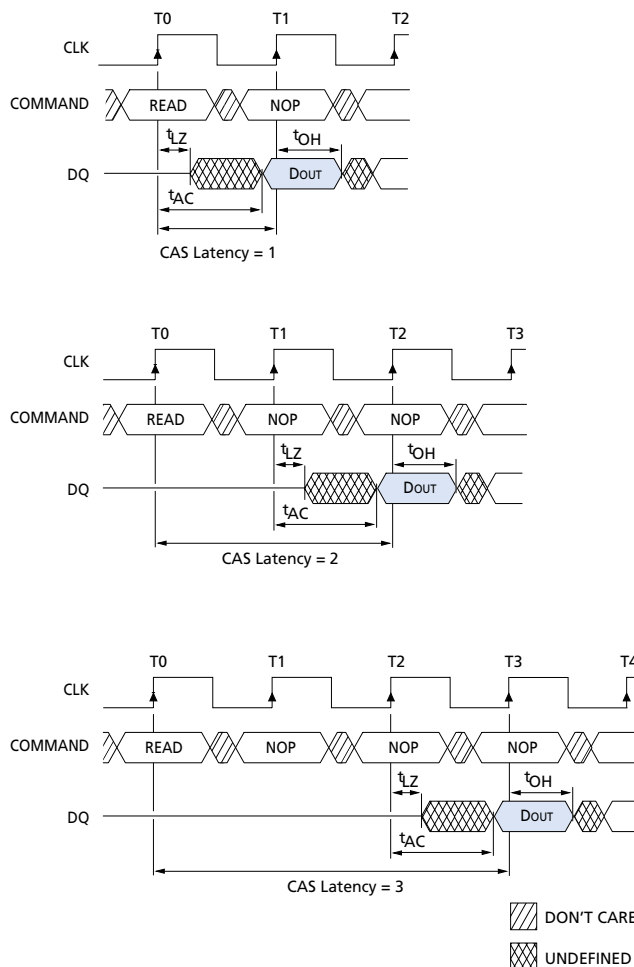 T0 T1 T2
CLK
COMMAND READ NOP
tLZ tOH
DQ DOUT
tAC
CAS Latency = 1
T0 T1 T2 T3
CLK
COMMAND READ NOP NOP
tLZ tOH
DQ DOUT
tAC
CAS Latency = 2
T0 T1 T2 T3 T4
CLK
COMMAND READ NOP NOP NOP
tLZ tOH
DQ DOUT
tAC
CAS Latency = 3
DON'T CARE
UNDEFINED